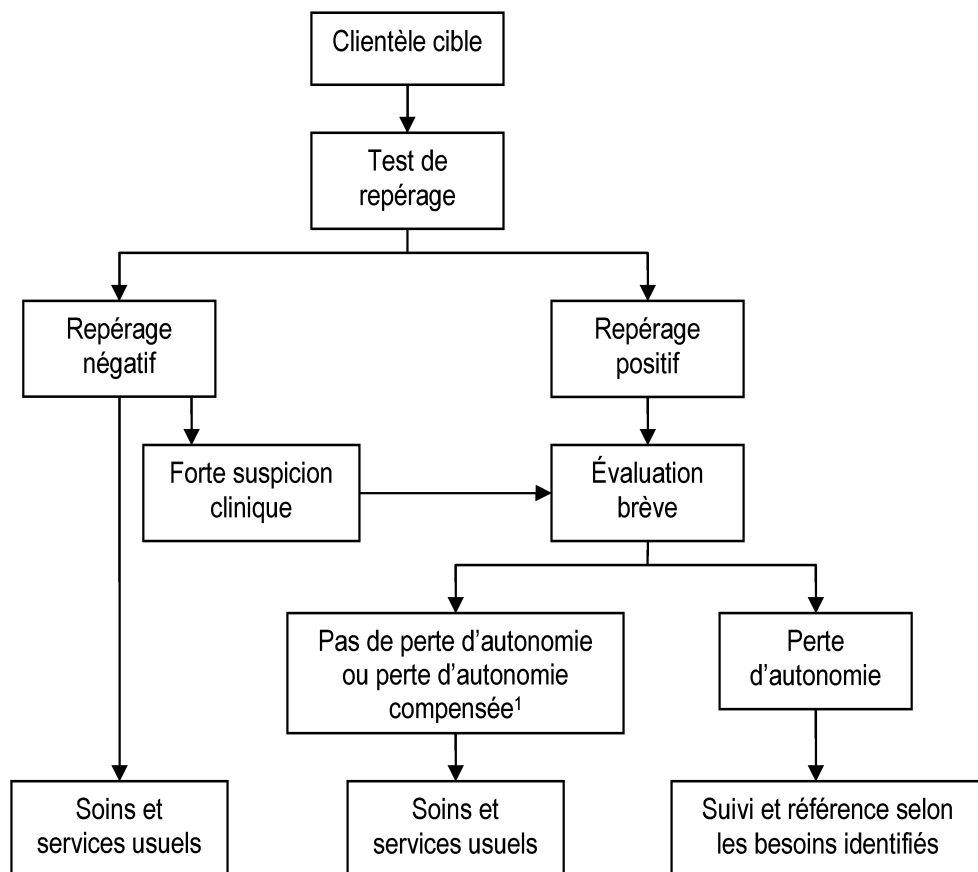 Clientèle cible
Test de
repérage
Repérage
négatif
Repérage
positif
Forte suspicion
clinique
Évaluation
brève
Pas de perte d’autonomie
ou perte d’autonomie
compensée¹
Perte
d’autonomie
Soins et
services usuels
Soins et
services usuels
Suivi et référence selon
les besoins identifiés